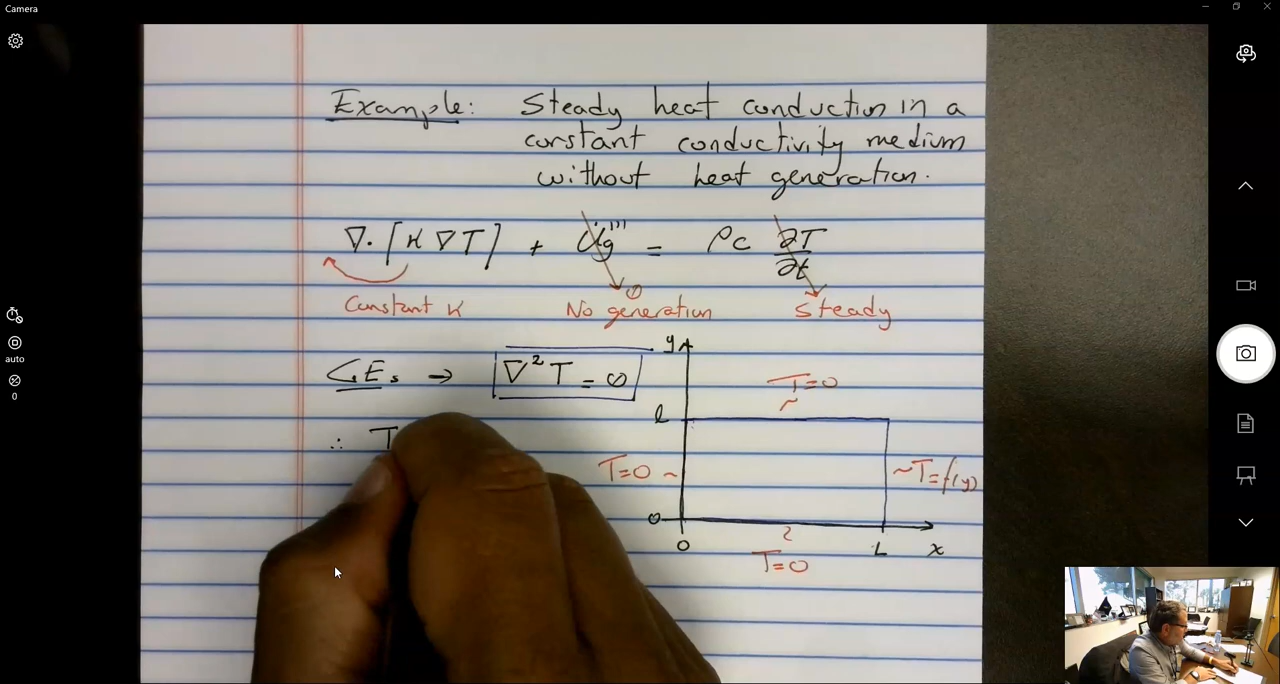 Camera
Example: Steady heat conduction in a
constant conductivity medium
without heat generation.
∇·[K∇T] + U̇g''' = ρc ∂T/∂t
0
Constant K No generation Steady
GE, → ∇²T = 0
y
T=0
l
∴ T
T=0 ~ ~T=f(y)
0
0 L x
T=0
auto
0